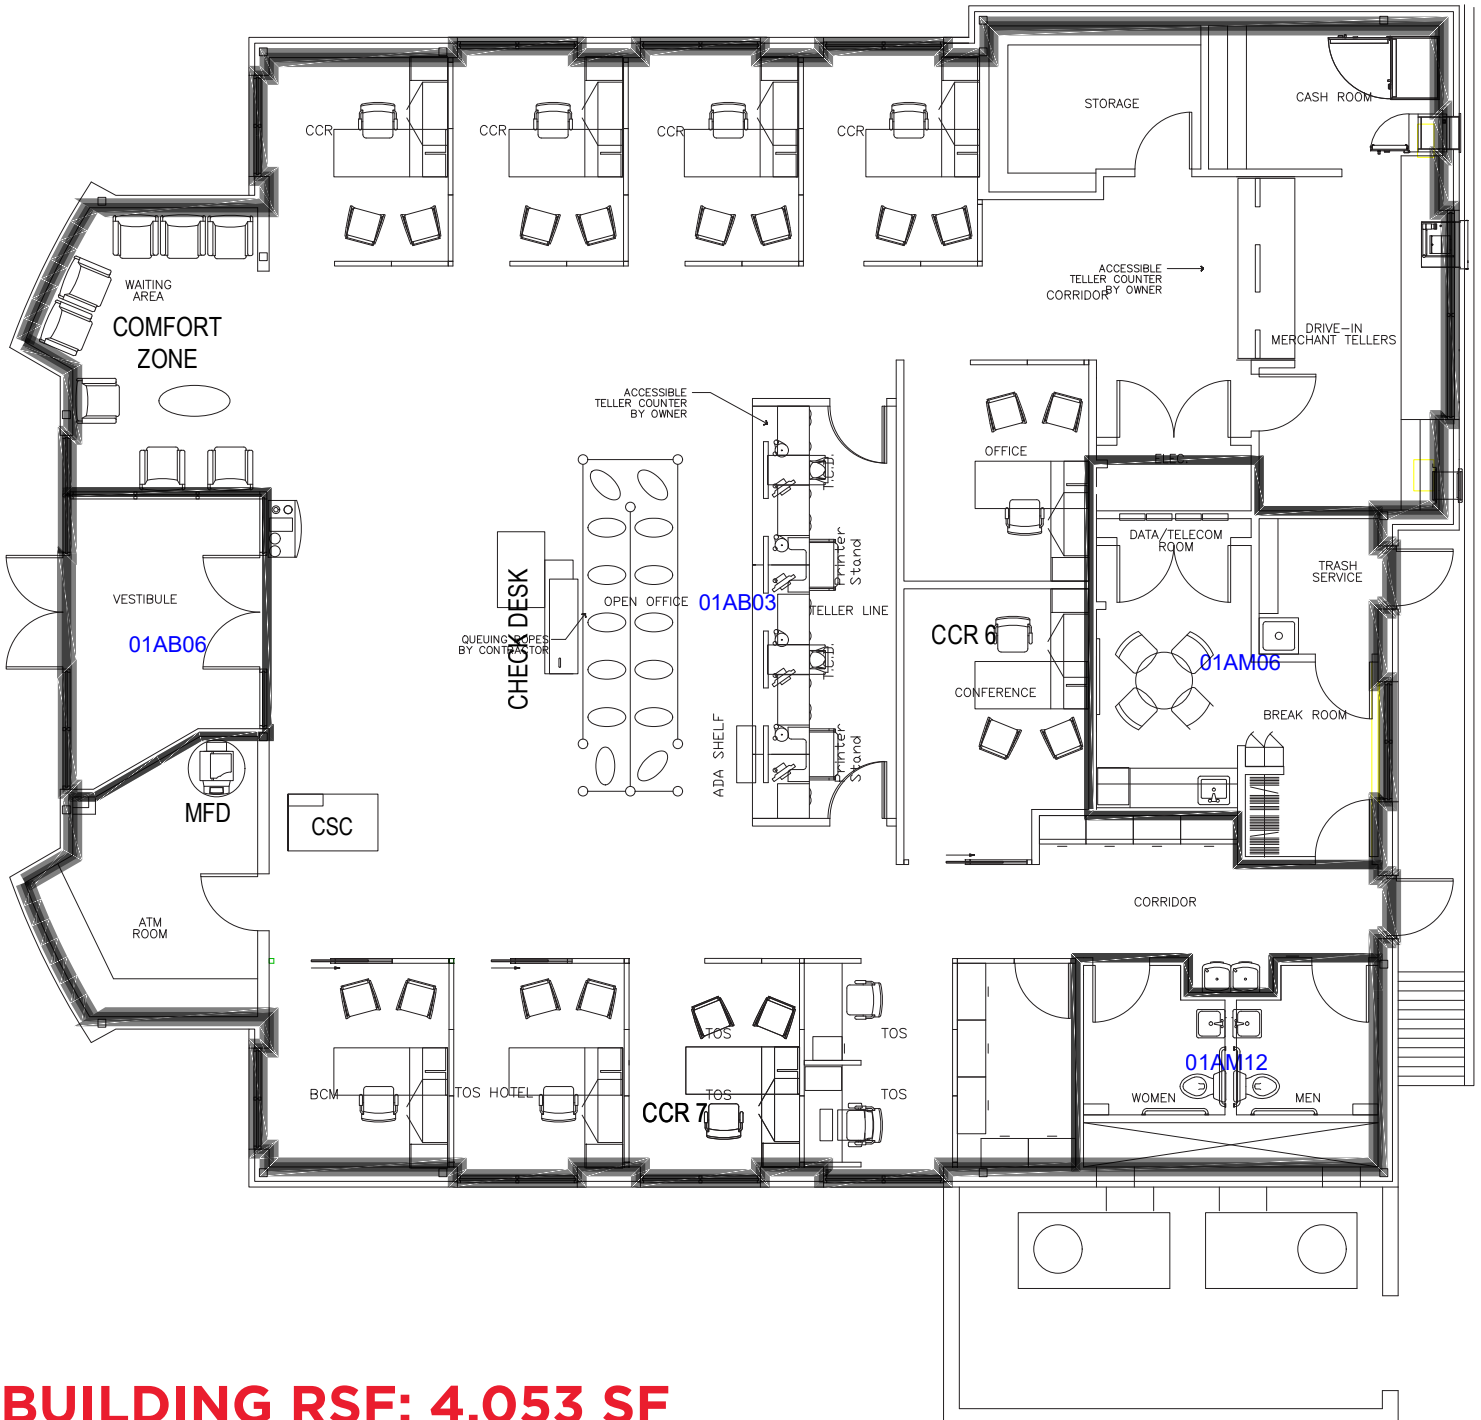 STORAGE
CASH ROOM
CCR
CCR
CCR
CCR
WAITING
AREA
COMFORT
ZONE
ACCESSIBLE
TELLER COUNTER
BY OWNER
CORRIDOR
DRIVE-IN
MERCHANT TELLERS
ACCESSIBLE
TELLER COUNTER
BY OWNER
OFFICE
ELEC.
T.C.D.
DATA/TELECOM
ROOM
TRASH
SERVICE
Printer
Stand
VESTIBULE
01AB06
CHECK DESK
OPEN OFFICE
01AB03
TELLER LINE
QUEUING ROPES
BY CONTRACTOR
CCR 6
CONFERENCE
01AM06
BREAK ROOM
T.C.D.
ADA SHELF
Printer
Stand
MFD
CSC
ATM
ROOM
CORRIDOR
TOS
TOS
BCM
TOS HOTEL
TOS
TOS
CCR 7
01AM12
WOMEN
MEN
BUILDING RSF: 4,053 SF